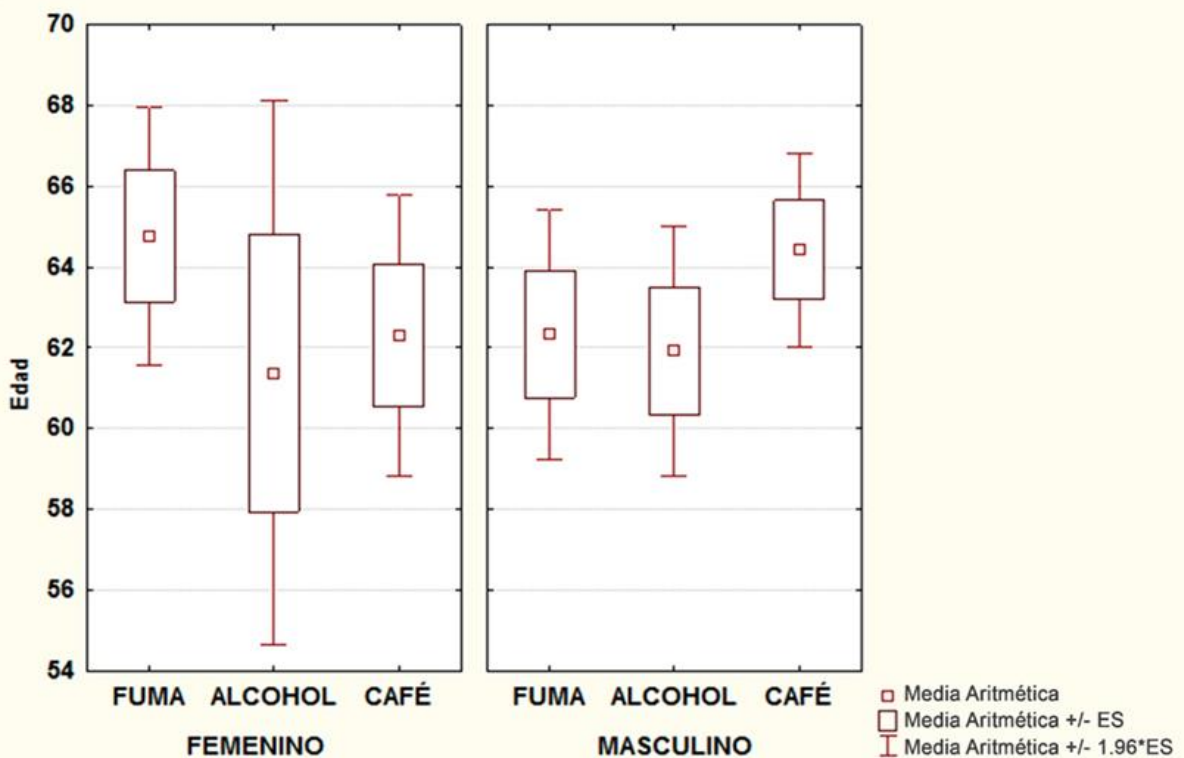 70
68
66
64
62
60
58
56
54
Edad
FUMA ALCOHOL CAFÉ
FEMENINO
FUMA ALCOHOL CAFÉ
MASCULINO
Media Aritmética
Media Aritmética +/- ES
Media Aritmética +/- 1.96*ES